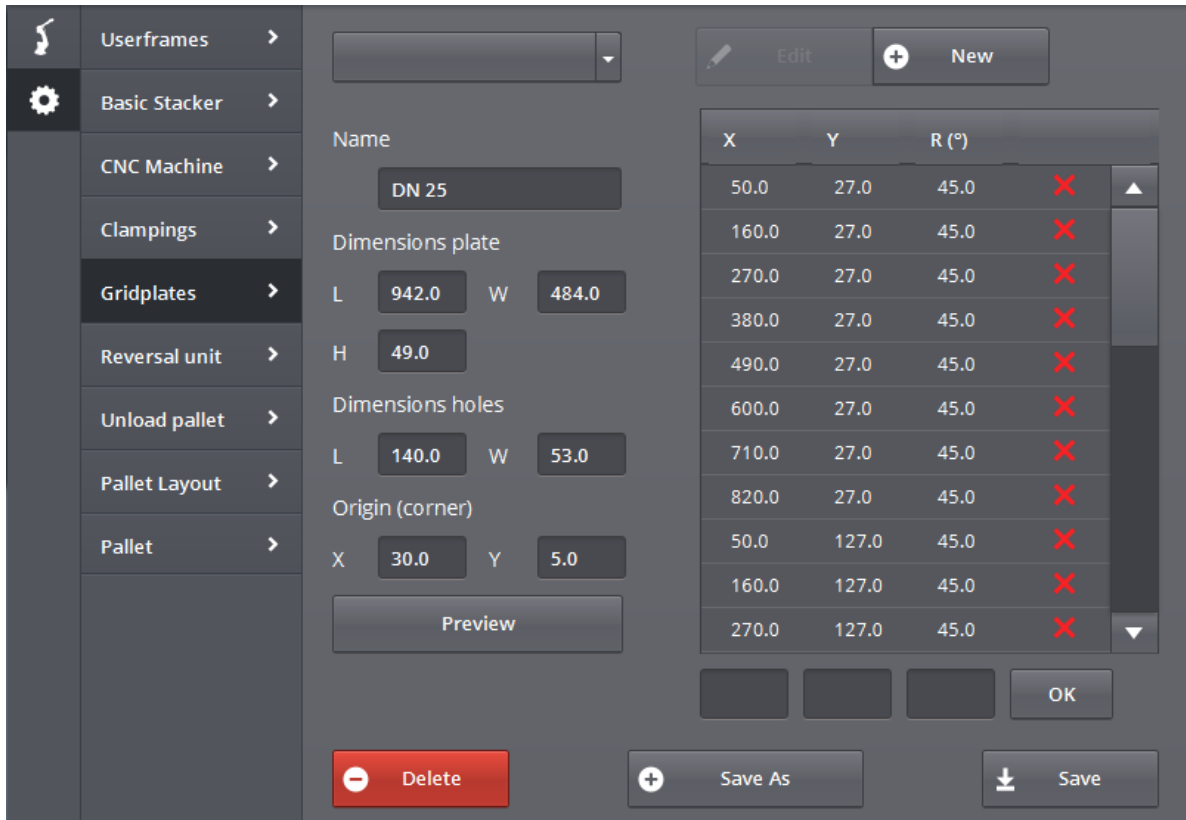 Userframes
Basic Stacker
CNC Machine
Clampings
Gridplates
Reversal unit
Unload pallet
Pallet Layout
Pallet
Edit
New
Name
DN 25
Dimensions plate
L 942.0 W 484.0
H 49.0
Dimensions holes
L 140.0 W 53.0
Origin (corner)
X 30.0 Y 5.0
Preview
X Y R (°)
50.0 27.0 45.0
160.0 27.0 45.0
270.0 27.0 45.0
380.0 27.0 45.0
490.0 27.0 45.0
600.0 27.0 45.0
710.0 27.0 45.0
820.0 27.0 45.0
50.0 127.0 45.0
160.0 127.0 45.0
270.0 127.0 45.0
OK
Delete
Save As
Save